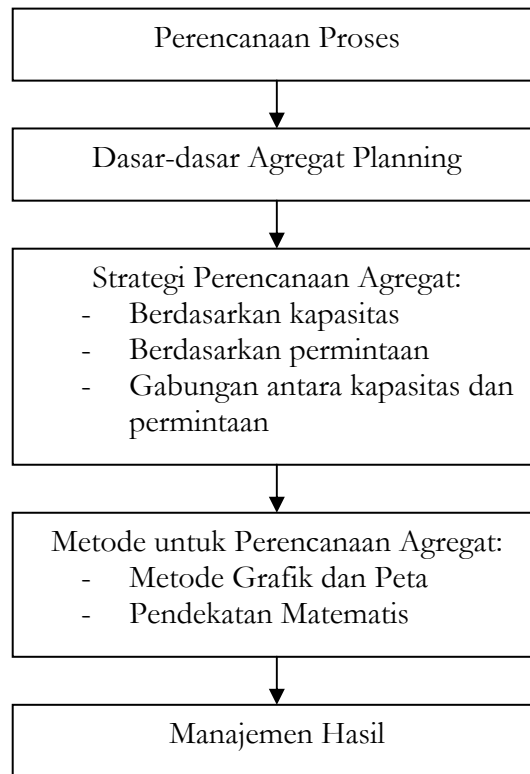 Perencanaan Proses
Dasar-dasar Agregat Planning
Strategi Perencanaan Agregat:
- Berdasarkan kapasitas
- Berdasarkan permintaan
- Gabungan antara kapasitas dan
permintaan
Metode untuk Perencanaan Agregat:
- Metode Grafik dan Peta
- Pendekatan Matematis
Manajemen Hasil